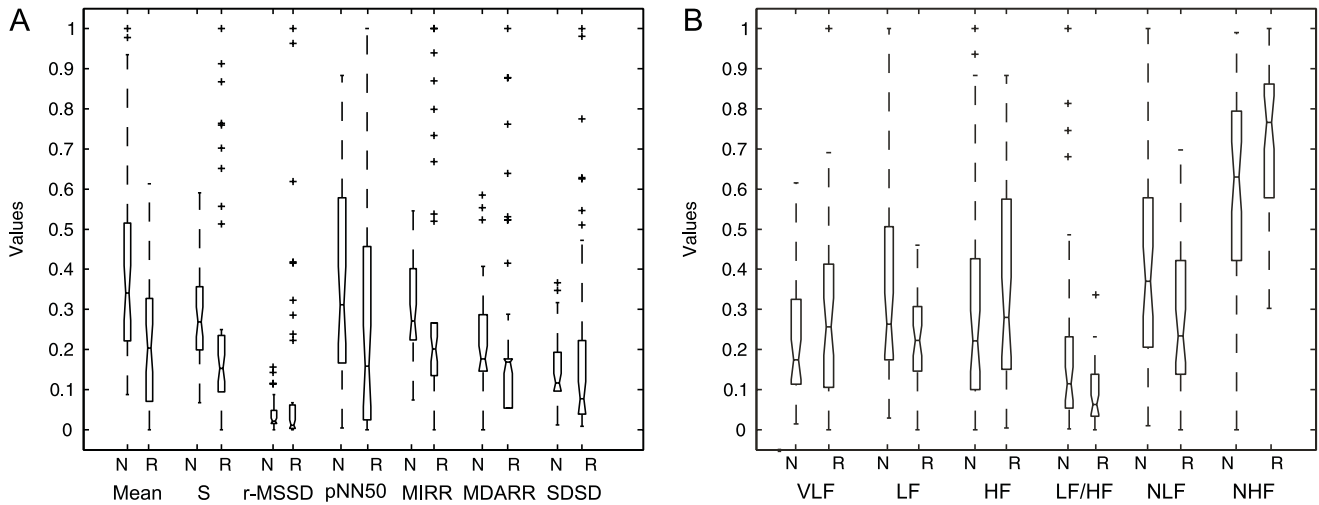 A
Values
1
0.9
0.8
0.7
0.6
0.5
0.4
0.3
0.2
0.1
0
N R N R N R N R N R N R N R
Mean S r-MSSD pNN50 MIRR MDARR SDSD
B
Values
1
0.9
0.8
0.7
0.6
0.5
0.4
0.3
0.2
0.1
0
N R N R N R N R N R N R
VLF LF HF LF/HF NLF NHF